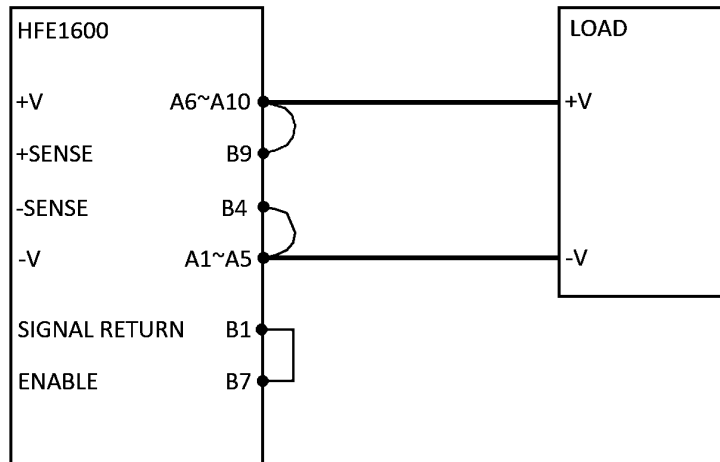 HFE1600
LOAD
+V A6~A10 +V
+SENSE B9
-SENSE B4
-V A1~A5 -V
SIGNAL RETURN B1
ENABLE B7